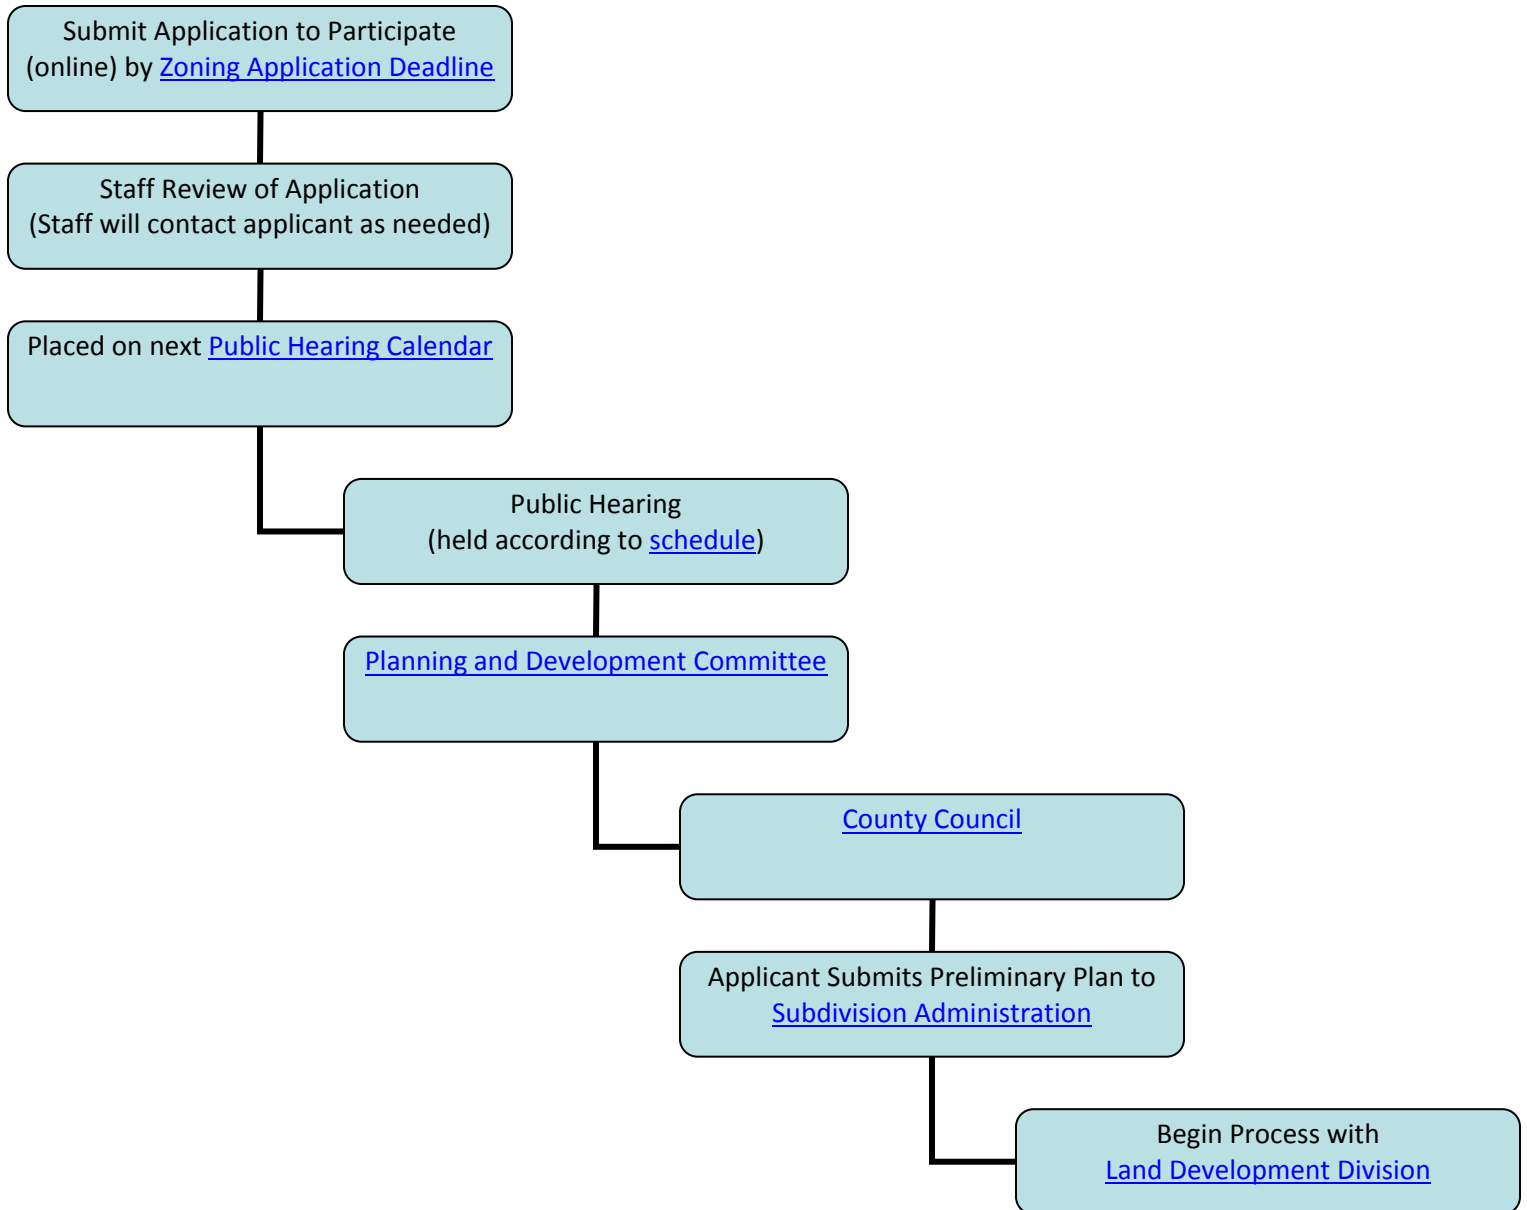 Submit Application to Participate
(online) by Zoning Application Deadline
Staff Review of Application
(Staff will contact applicant as needed)
Placed on next Public Hearing Calendar
Public Hearing
(held according to schedule)
Planning and Development Committee
County Council
Applicant Submits Preliminary Plan to
Subdivision Administration
Begin Process with
Land Development Division